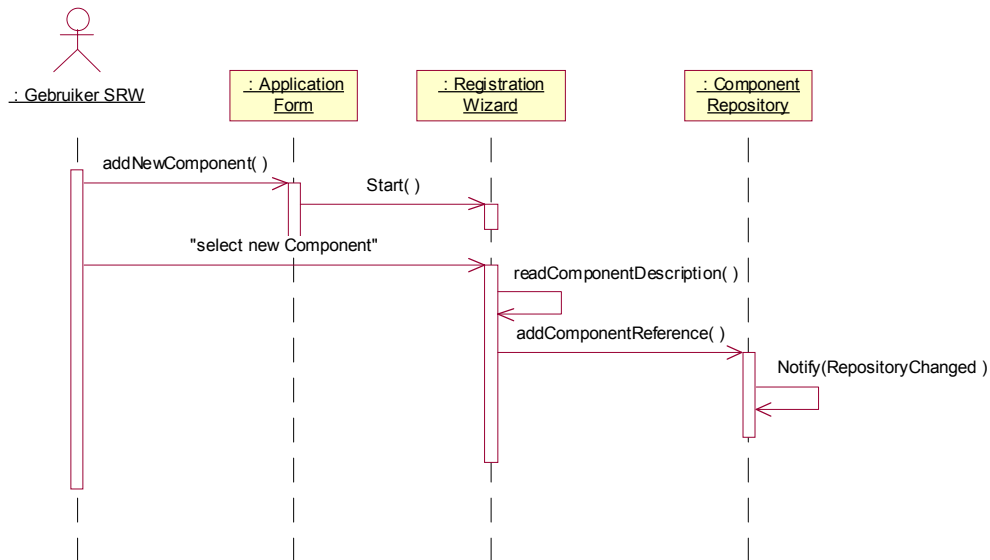 : Gebruiker SRW
: Application
Form
: Registration
Wizard
: Component
Repository
addNewComponent( )
Start( )
"select new Component"
readComponentDescription( )
addComponentReference( )
Notify(RepositoryChanged )